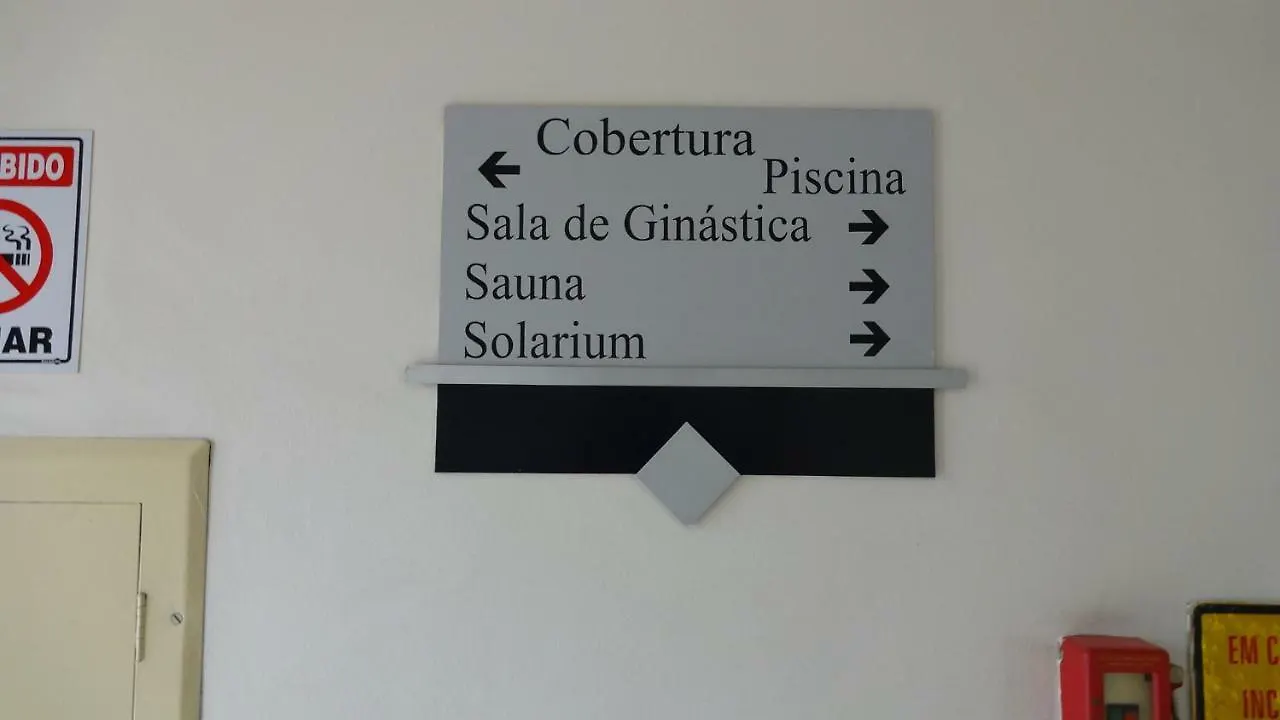 BIDO
AR
Cobertura
← Piscina
Sala de Ginástica →
Sauna →
Solarium →
EM C
INC